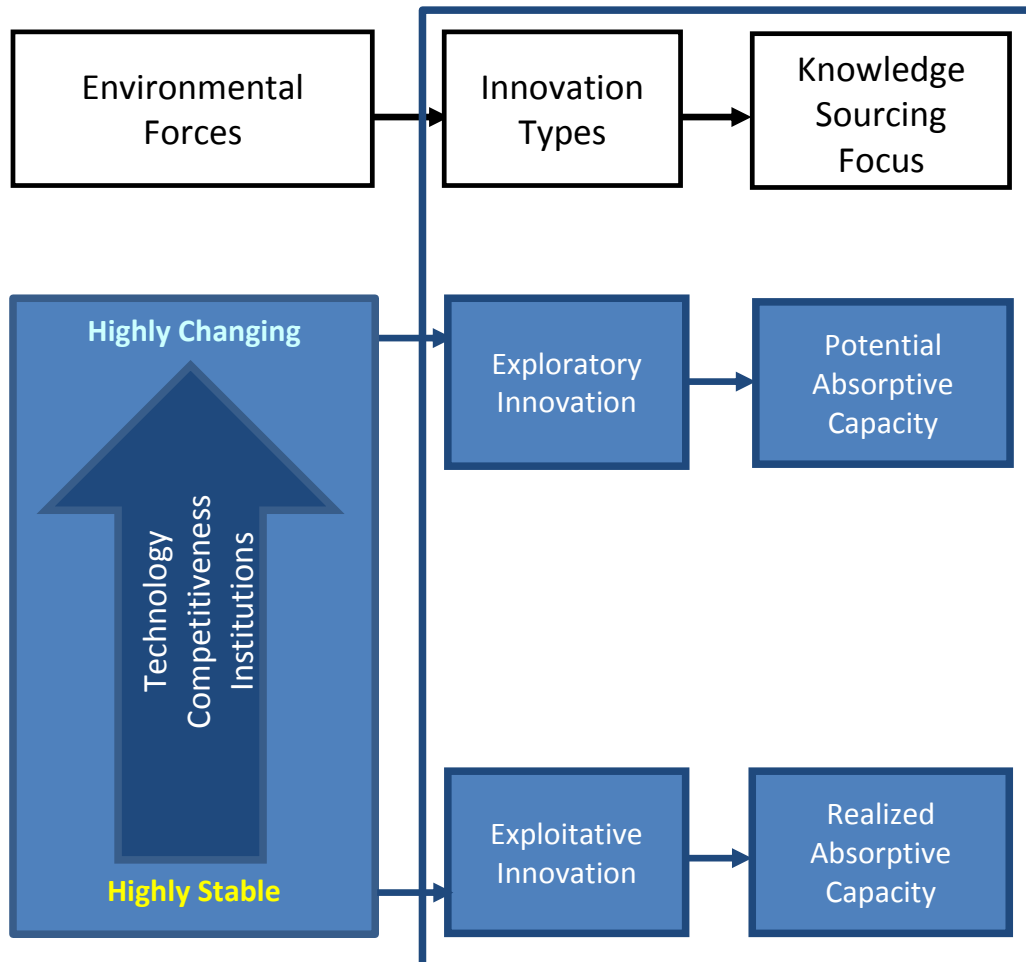 Environmental
Forces
Innovation
Types
Knowledge
Sourcing
Focus
Highly Changing
Technology
Competitiveness
Institutions
Highly Stable
Exploratory
Innovation
Potential
Absorptive
Capacity
Exploitative
Innovation
Realized
Absorptive
Capacity